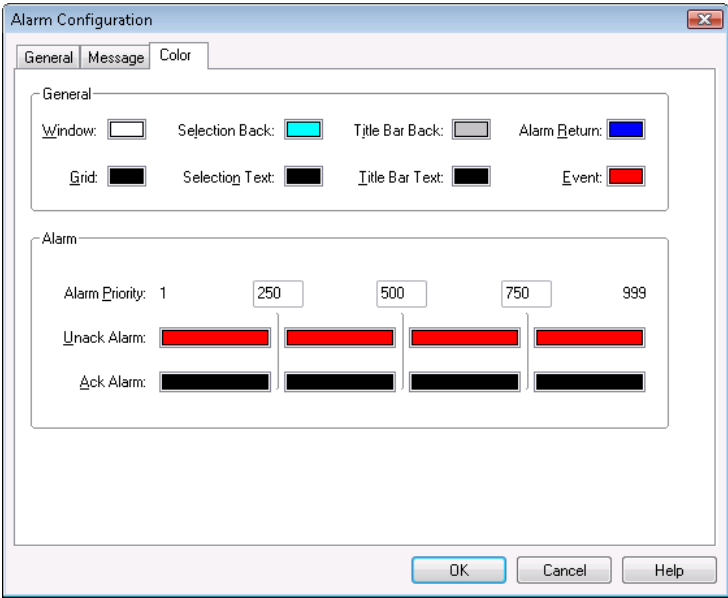 Alarm Configuration
General Message Color
General
Window: Selection Back: Title Bar Back: Alarm Return:
Grid: Selection Text: Title Bar Text: Event:
Alarm
Alarm Priority: 1 250 500 750 999
Unack Alarm:
Ack Alarm:
OK Cancel Help